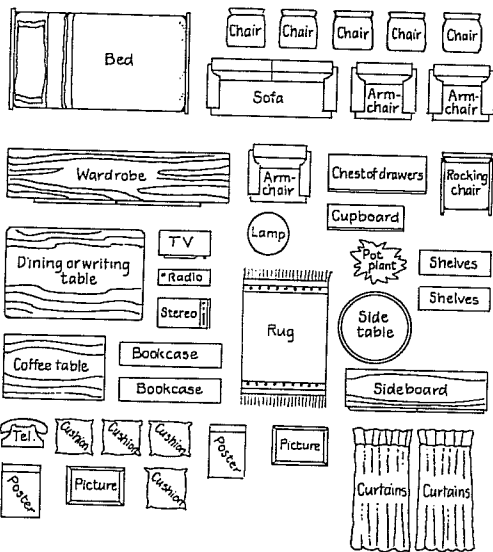 Bed
Chair
Chair
Chair
Chair
Chair
Sofa
Arm-
chair
Arm-
chair
Wardrobe
Arm-
chair
Chest of drawers
Rocking
chair
Cupboard
Lamp
TV
Dining or writing
table
Radio
Stereo
Pot
plant
Shelves
Shelves
Rug
Side
table
Coffee table
Bookcase
Bookcase
Sideboard
Tel.
Cushion
Cushion
Cushion
Poster
Picture
Poster
Picture
Cushion
Curtains
Curtains